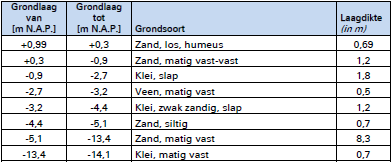 Grondlaag van [m N.A.P.] Grondlaag tot [m N.A.P.] Grondsoort Laagdikte (in m)
+0,99 +0,3 Zand, los, humeus 0,69
+0,3 -0,9 Zand, matig vast-vast 1,2
-0,9 -2,7 Klei, slap 1,8
-2,7 -3,2 Veen, matig vast 0,5
-3,2 -4,4 Klei, zwak zandig, slap 1,2
-4,4 -5,1 Zand, siltig 0,7
-5,1 -13,4 Zand, matig vast 8,3
-13,4 -14,1 Klei, matig vast 0,7